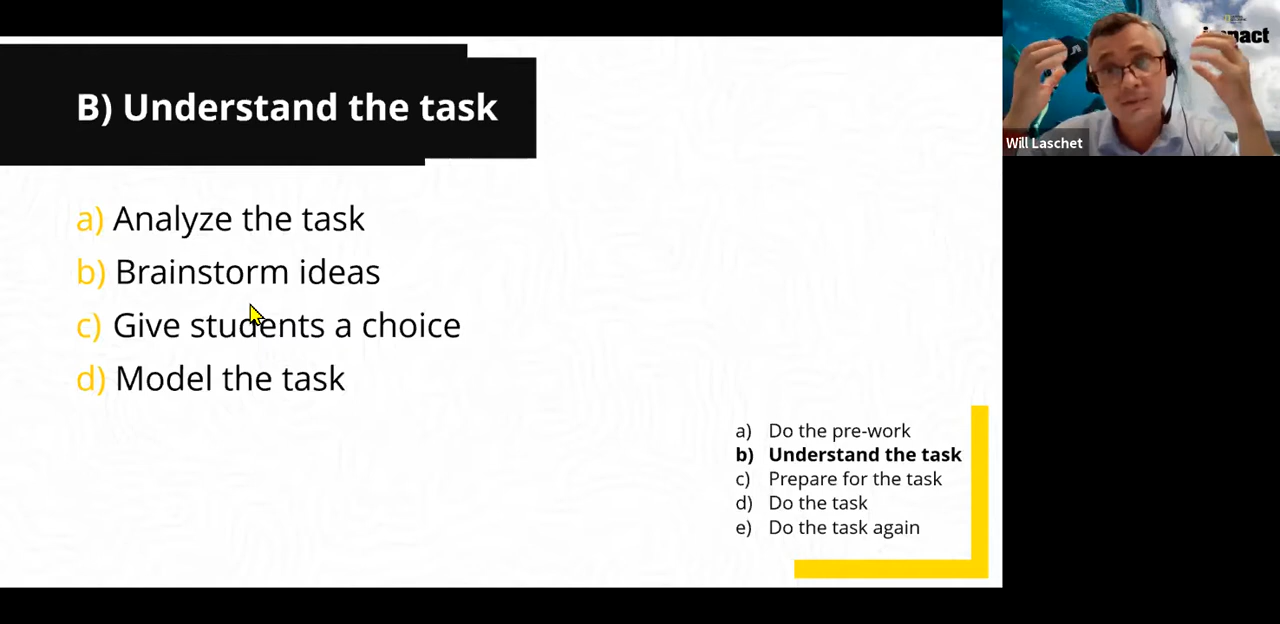 B) Understand the task
a) Analyze the task
b) Brainstorm ideas
c) Give students a choice
d) Model the task
a) Do the pre-work
b) Understand the task
c) Prepare for the task
d) Do the task
e) Do the task again
Will Laschet